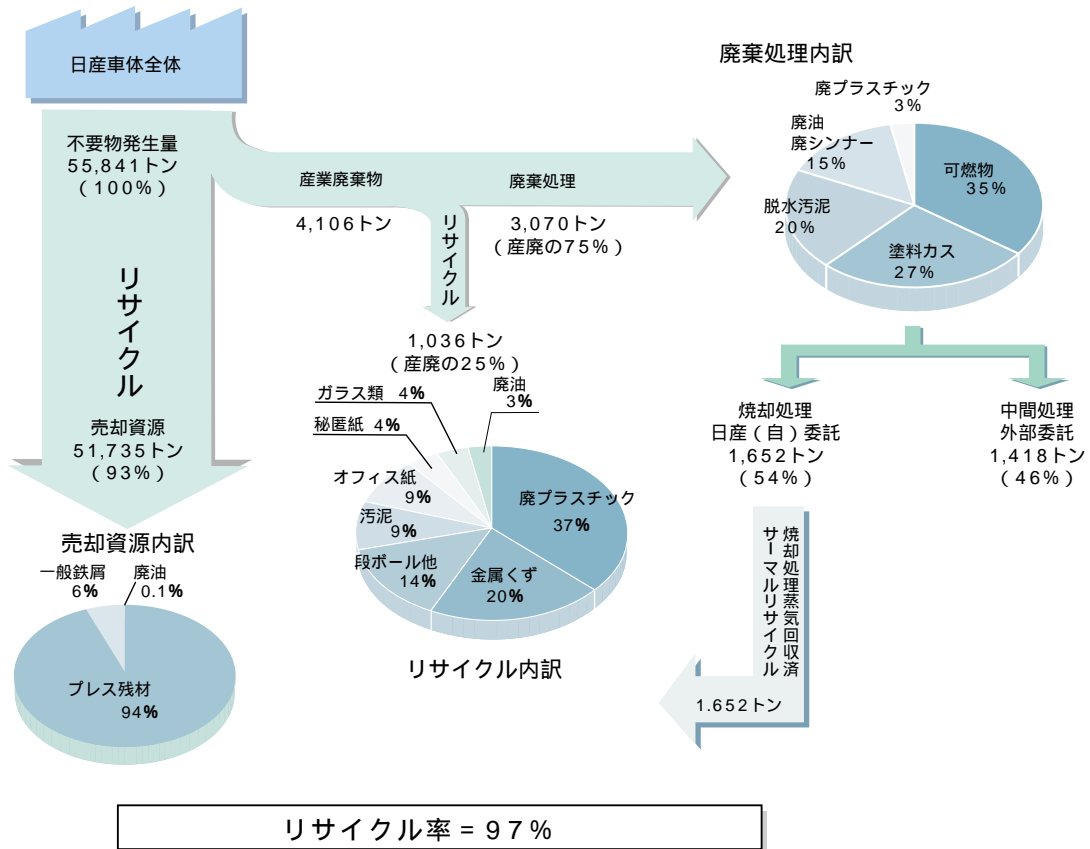 日産車体全体
不要物発生量
55,841トン
(100%)
リサイクル
売却資源
51,735トン
(93%)
産業廃棄物
4,106トン
廃棄処理
3,070トン
(産廃の75%)
リサイクル
1,036トン
(産廃の25%)
廃棄処理内訳
廃プラスチック
3%
廃油
廃シンナー
15%
可燃物
35%
脱水汚泥
20%
塗料カス
27%
焼却処理
日産(自)委託
1,652トン
(54%)
中間処理
外部委託
1,418トン
(46%)
焼却処理蒸気回収済
サーマルリサイクル
1.652トン
ガラス類 4%
廃油
3%
秘匿紙 4%
オフィス紙
9%
汚泥
9%
段ボール他
14%
廃プラスチック
37%
金属くず
20%
リサイクル内訳
売却資源内訳
一般鉄屑
6%
廃油
0.1%
プレス残材
94%
リサイクル率=97%